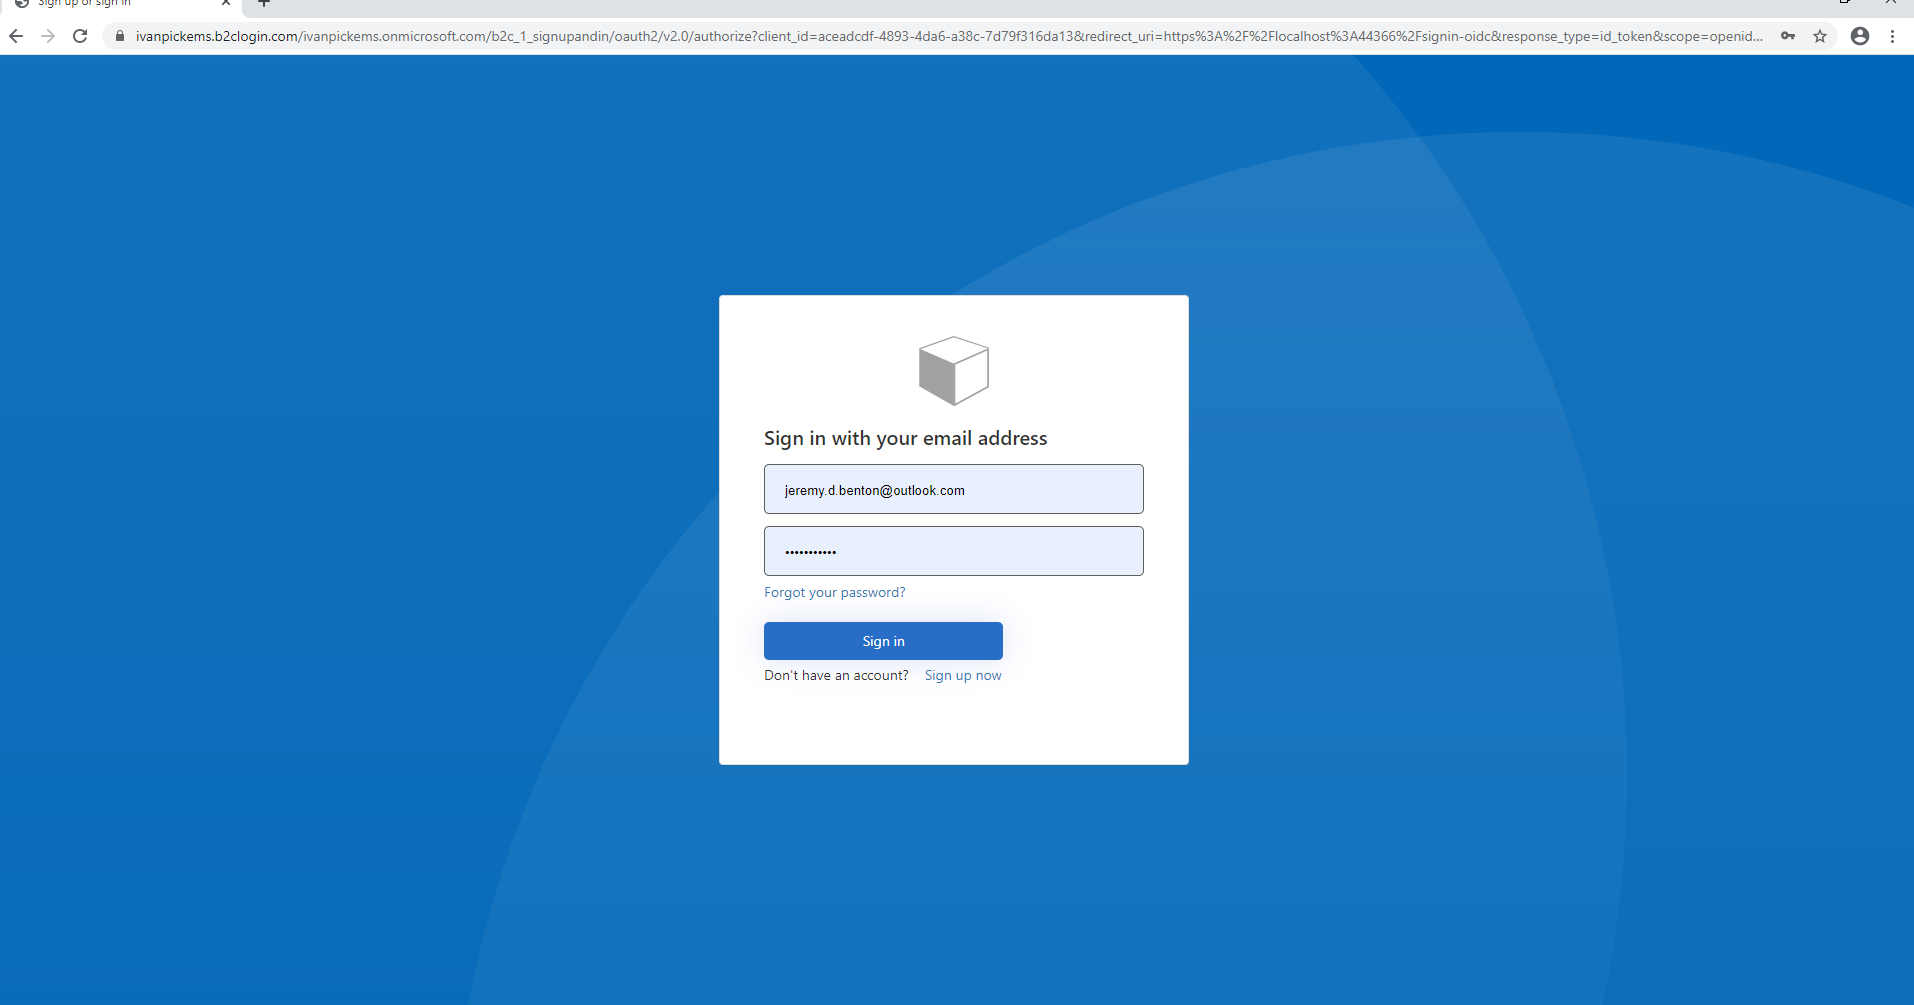 Sign up or sign in
ivanpickems.b2clogin.com/ivanpickems.onmicrosoft.com/b2c_1_signupandin/oauth2/v2.0/authorize?client_id=aceadcdf-4893-4da6-a38c-7d79f316da13&redirect_uri=https%3A%2F%2Flocalhost%3A44366%2Fsignin-oidc&response_type=id_token&scope=openid...
Sign in with your email address
jeremy.d.benton@outlook.com
•••••••••••
Forgot your password?
Sign in
Don't have an account? Sign up now